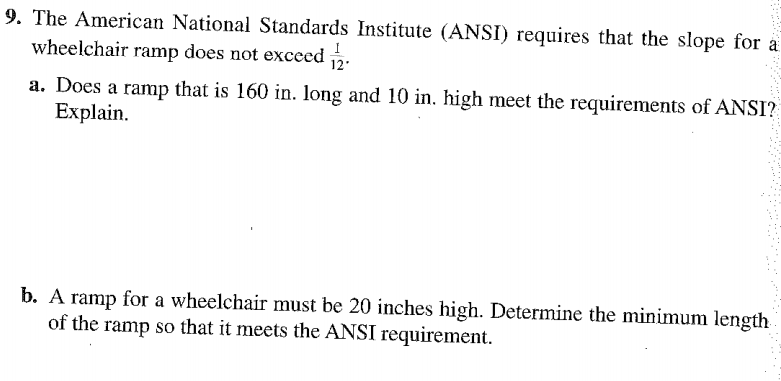 9. The American National Standards Institute (ANSI) requires that the slope for a
wheelchair ramp does not exceed 1/12.
a. Does a ramp that is 160 in. long and 10 in. high meet the requirements of ANSI?
Explain.
b. A ramp for a wheelchair must be 20 inches high. Determine the minimum length
of the ramp so that it meets the ANSI requirement.